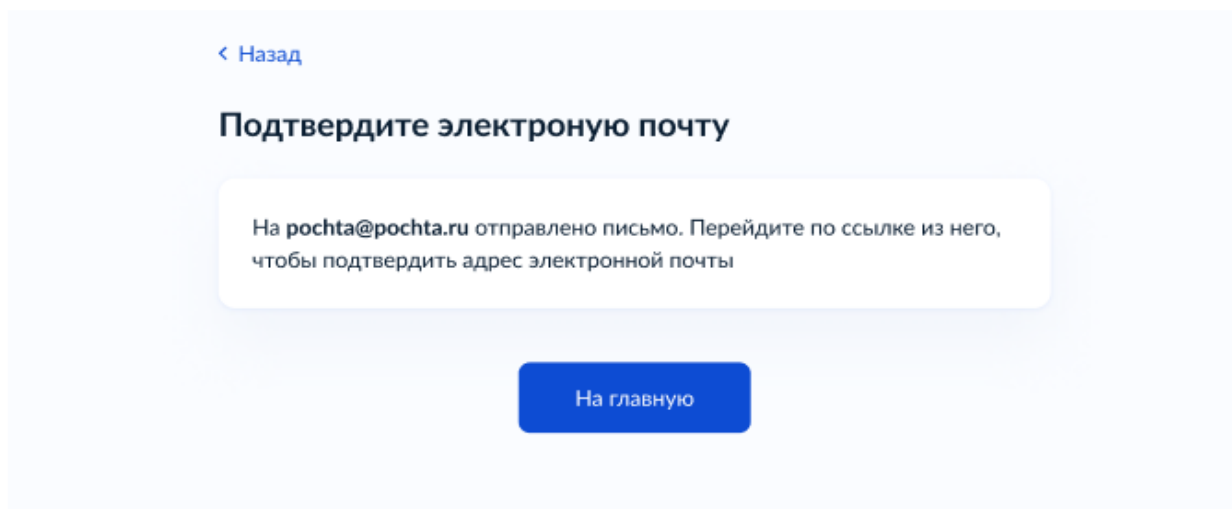 Назад
Подтвердите электроную почту
На pochta@pochta.ru отправлено письмо. Перейдите по ссылке из него,
чтобы подтвердить адрес электронной почты
На главную